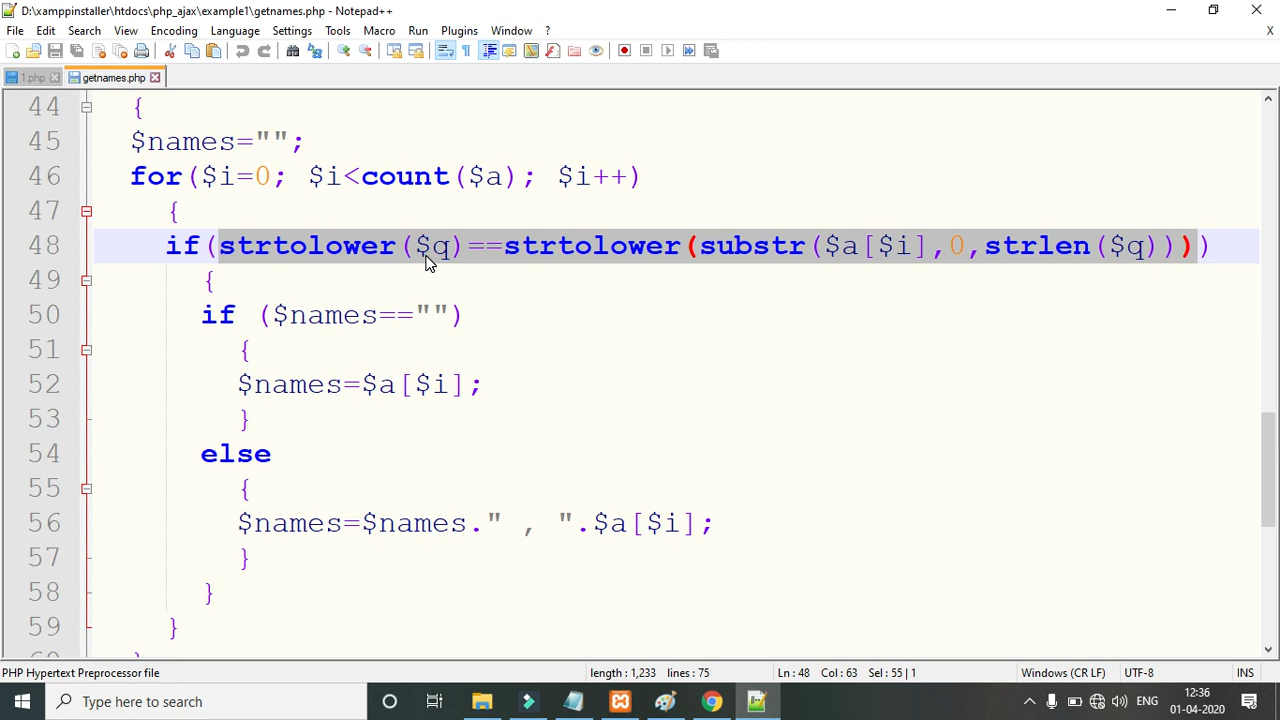 D:\xamppinstaller\htdocs\php_ajax\example1\getnames.php - Notepad++
File Edit Search View Encoding Language Settings Tools Macro Run Plugins Window ? X
1.php getnames.php
44 {
45 $names="";
46 for($i=0; $i<count($a); $i++)
47 {
48 if(strtolower($q)==strtolower(substr($a[$i],0,strlen($q))))
49 {
50 if ($names=="")
51 {
52 $names=$a[$i];
53 }
54 else
55 {
56 $names=$names." , ".$a[$i];
57 }
58 }
59 }
PHP Hypertext Preprocessor file length : 1,233 lines : 75 Ln : 48 Col : 63 Sel : 55 | 1 Windows (CR LF) UTF-8 INS
Type here to search ENG 12:36
01-04-2020